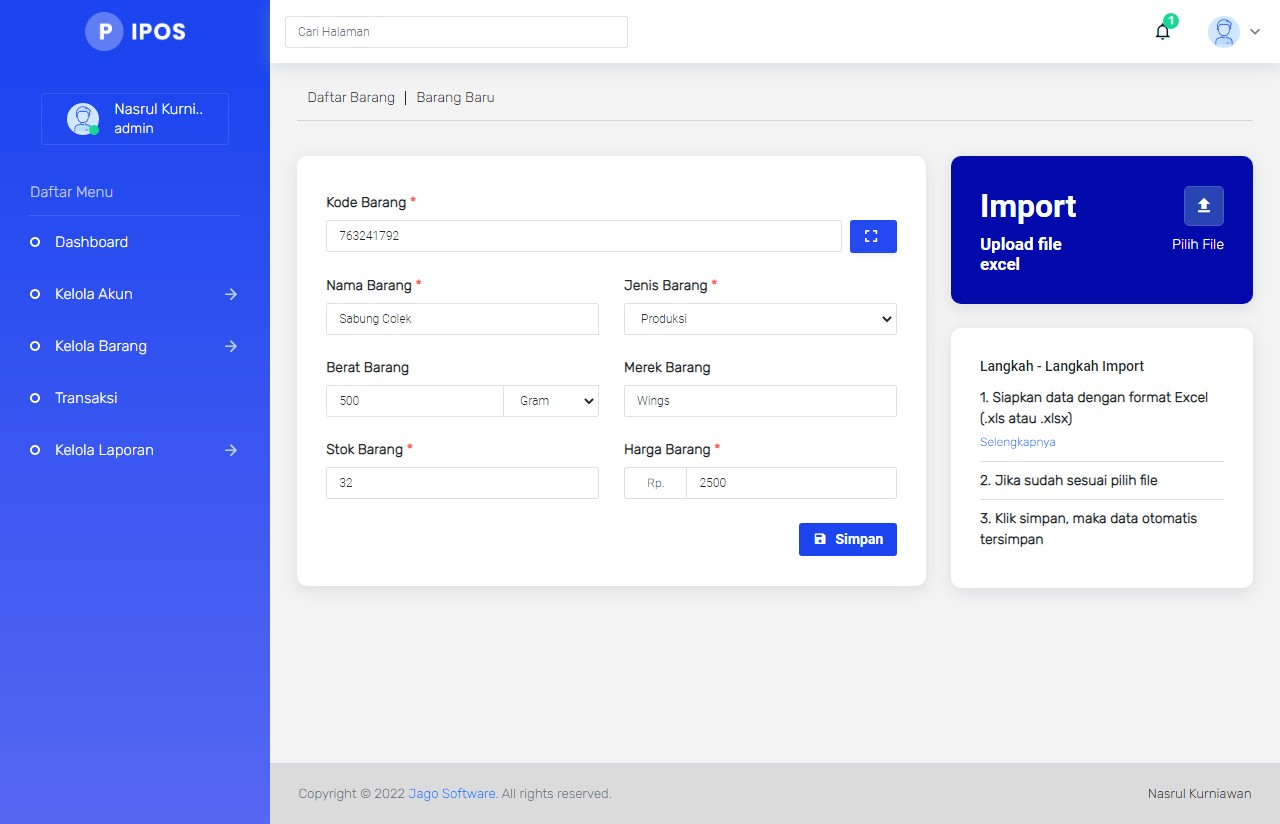 P IPOS
Cari Halaman
1
Nasrul Kurni..
admin
Daftar Menu
Dashboard
Kelola Akun
Kelola Barang
Transaksi
Kelola Laporan
Daftar Barang | Barang Baru
Kode Barang *
763241792
Nama Barang *
Jenis Barang *
Sabung Colek
Produksi
Berat Barang
Merek Barang
500
Gram
Wings
Stok Barang *
Harga Barang *
32
Rp.
2500
Simpan
Import
Upload file
excel
Pilih File
Langkah - Langkah Import
1. Siapkan data dengan format Excel
(.xls atau .xlsx)
Selengkapnya
2. Jika sudah sesuai pilih file
3. Klik simpan, maka data otomatis
tersimpan
Copyright © 2022 Jago Software. All rights reserved.
Nasrul Kurniawan